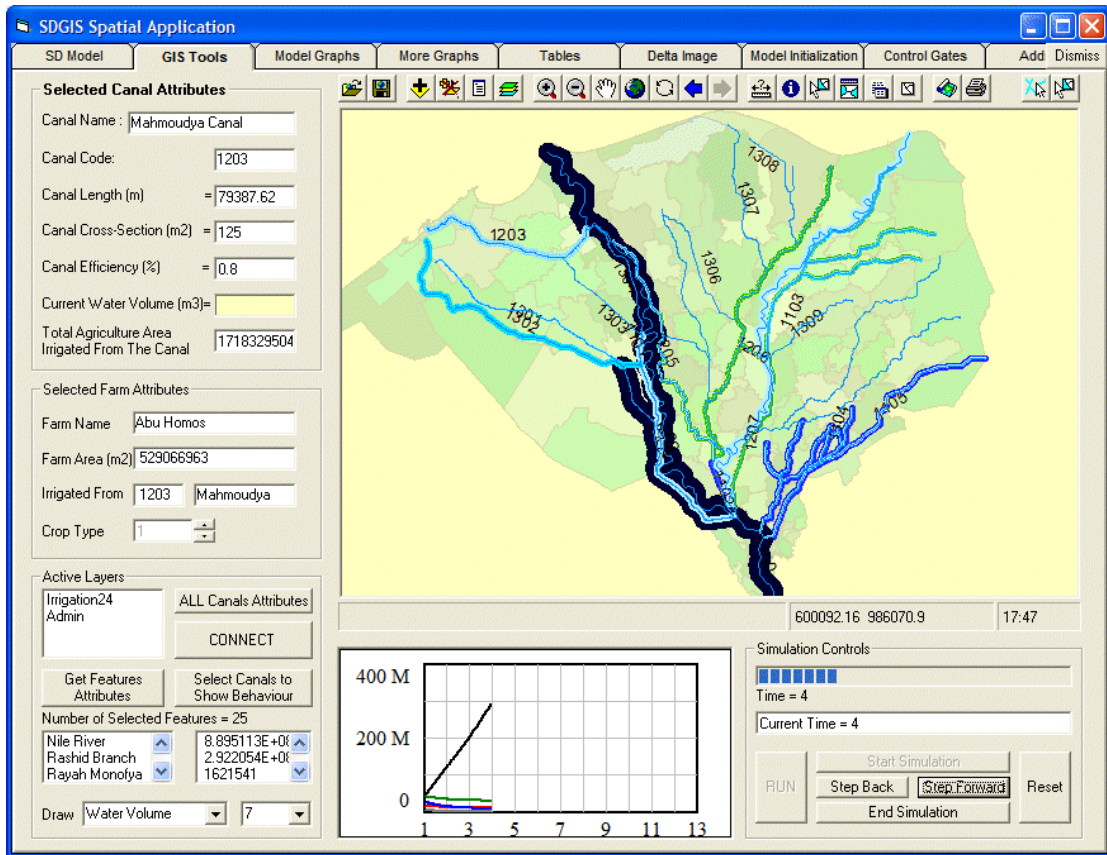 SDGIS Spatial Application
SD Model GIS Tools Model Graphs More Graphs Tables Delta Image Model Initialization Control Gates Add Dismiss
Selected Canal Attributes
Canal Name : Mahmoudya Canal
Canal Code: 1203
Canal Length (m) = 79387.62
Canal Cross-Section (m2) = 125
Canal Efficiency (%) = 0.8
Current Water Volume (m3)=
Total Agriculture Area
Irrigated From The Canal 1718329504
Selected Farm Attributes
Farm Name Abu Homos
Farm Area (m2) 529066963
Irrigated From 1203 Mahmoudya
Crop Type 1
Active Layers
Irrigation24
Admin
ALL Canals Attributes
CONNECT
Get Features
Attributes
Select Canals to
Show Behaviour
Number of Selected Features = 25
Nile River
Rashid Branch
Rayah Monofya
8.895113E+08
2.922054E+08
1621541
Draw Water Volume 7
1308
1307
1203
1306
1303
1103
1309
1302
1205
1206
1207
1304
600092.16 986070.9 17:47
400 M
200 M
0
1 3 5 7 9 11 13
Simulation Controls
Time = 4
Current Time = 4
RUN
Start Simulation
Step Back Step Forward
End Simulation
Reset